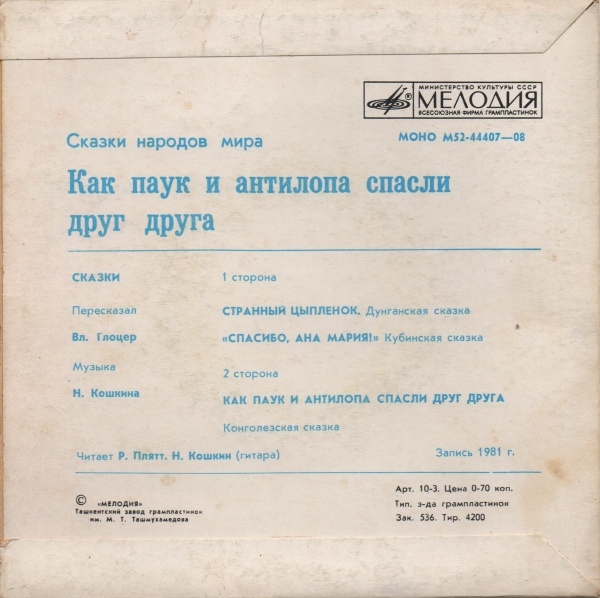 МИНИСТЕРСТВО КУЛЬТУРЫ СССР
МЕЛОДИЯ
ВСЕСОЮЗНАЯ ФИРМА ГРАМПЛАСТИНОК
МОНО М52-44407—08
Сказки народов мира
Как паук и антилопа спасли
друг друга
СКАЗКИ
1 сторона
Пересказал
СТРАННЫЙ ЦЫПЛЕНОК. Дунганская сказка
Вл. Глоцер
«СПАСИБО, АНА МАРИЯ!» Кубинская сказка
Музыка
2 сторона
Н. Кошкина
КАК ПАУК И АНТИЛОПА СПАСЛИ ДРУГ ДРУГА
Конголезская сказка
Читает Р. Плятт. Н. Кошкин (гитара)
Запись 1981 г.
© «МЕЛОДИЯ»
Ташкентский завод грампластинок
им. М. Т. Ташмухамедова
Арт. 10-3. Цена 0-70 коп.
Тип. з-да грампластинок
Зак. 536. Тир. 4200